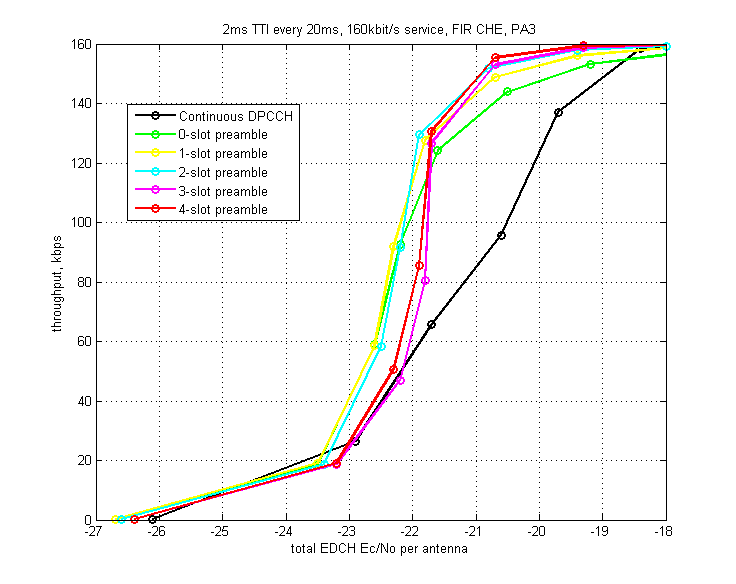 2ms TTI every 20ms, 160kbit/s service, FIR CHE, PA3
160
140
120
100
80
60
40
20
0
throughput, kbps
Continuous DPCCH
0-slot preamble
1-slot preamble
2-slot preamble
3-slot preamble
4-slot preamble
-27 -26 -25 -24 -23 -22 -21 -20 -19 -18
total EDCH Ec/No per antenna